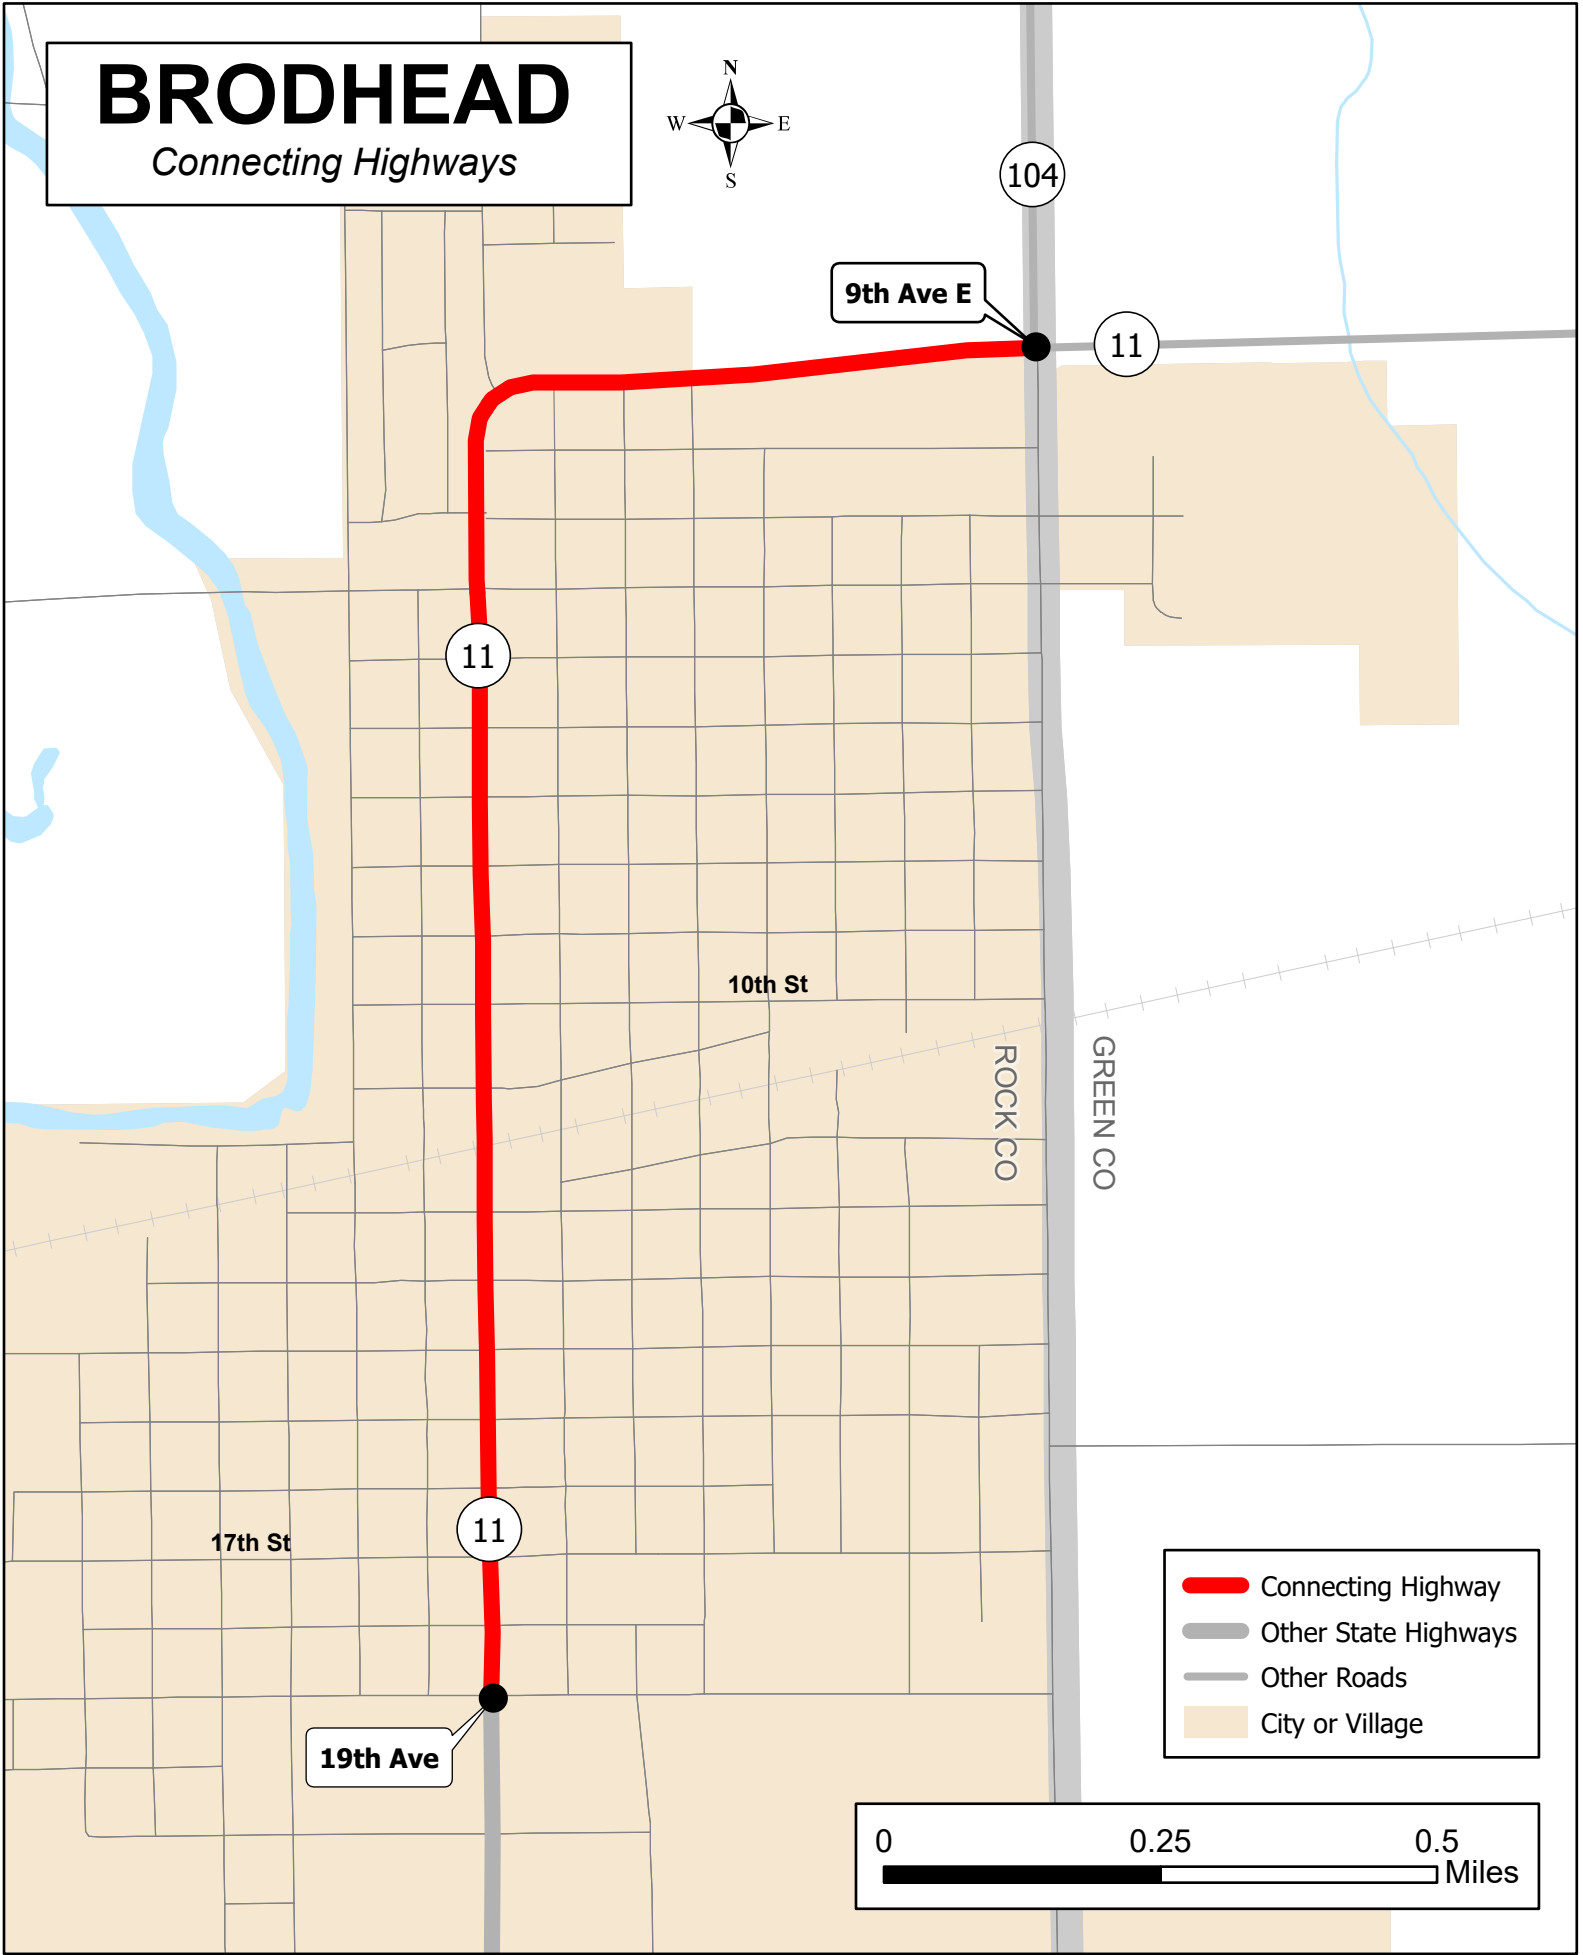 BRODHEAD
Connecting Highways
N
W E
S
104
9th Ave E
11
11
10th St
ROCK CO
GREEN CO
11
17th St
19th Ave
Connecting Highway
Other State Highways
Other Roads
City or Village
0 0.25 0.5
Miles